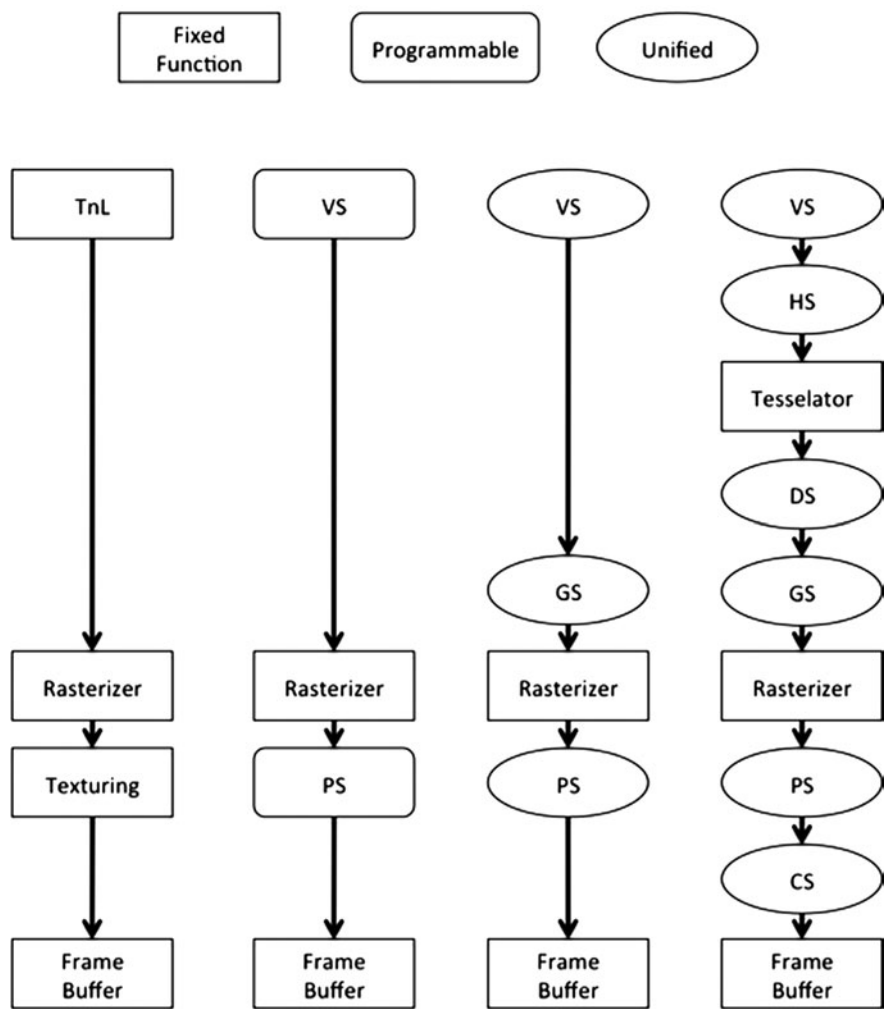 Fixed
Function
Programmable
Unified
TnL
Rasterizer
Texturing
Frame
Buffer
VS
Rasterizer
PS
Frame
Buffer
VS
GS
Rasterizer
PS
Frame
Buffer
VS
HS
Tesselator
DS
GS
Rasterizer
PS
CS
Frame
Buffer